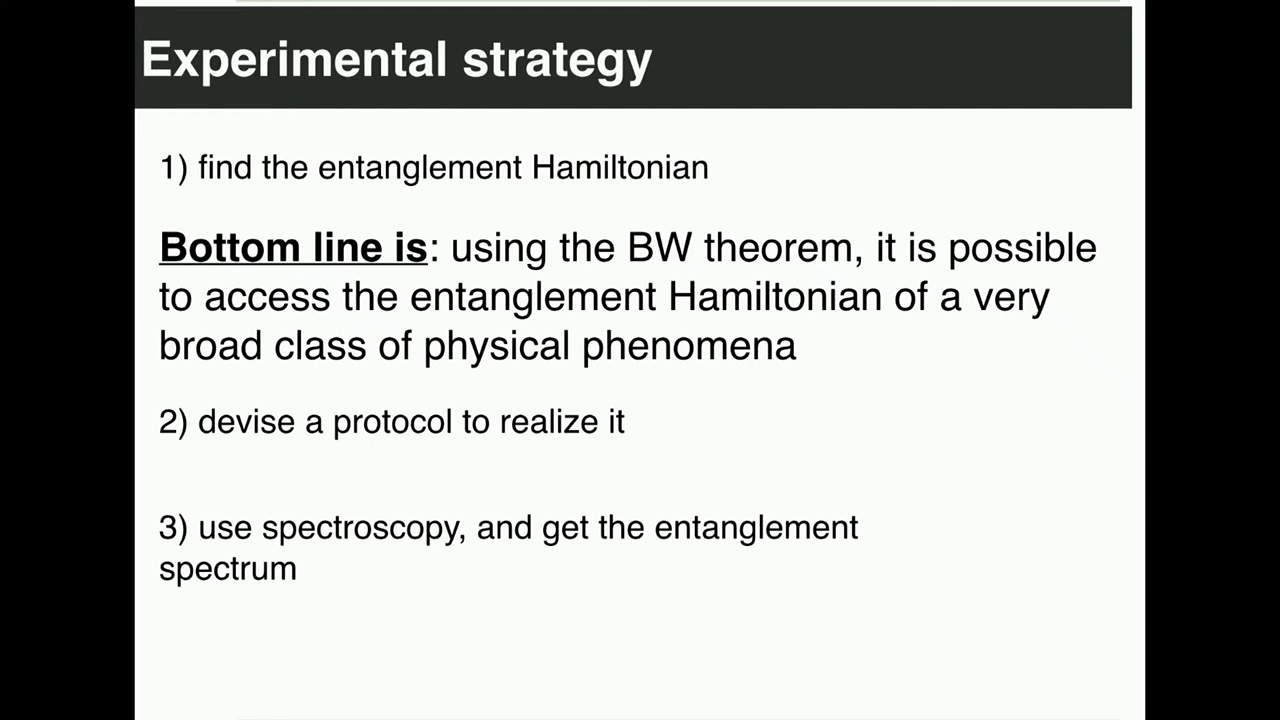 Experimental strategy
1) find the entanglement Hamiltonian
Bottom line is: using the BW theorem, it is possible
to access the entanglement Hamiltonian of a very
broad class of physical phenomena
2) devise a protocol to realize it
3) use spectroscopy, and get the entanglement
spectrum